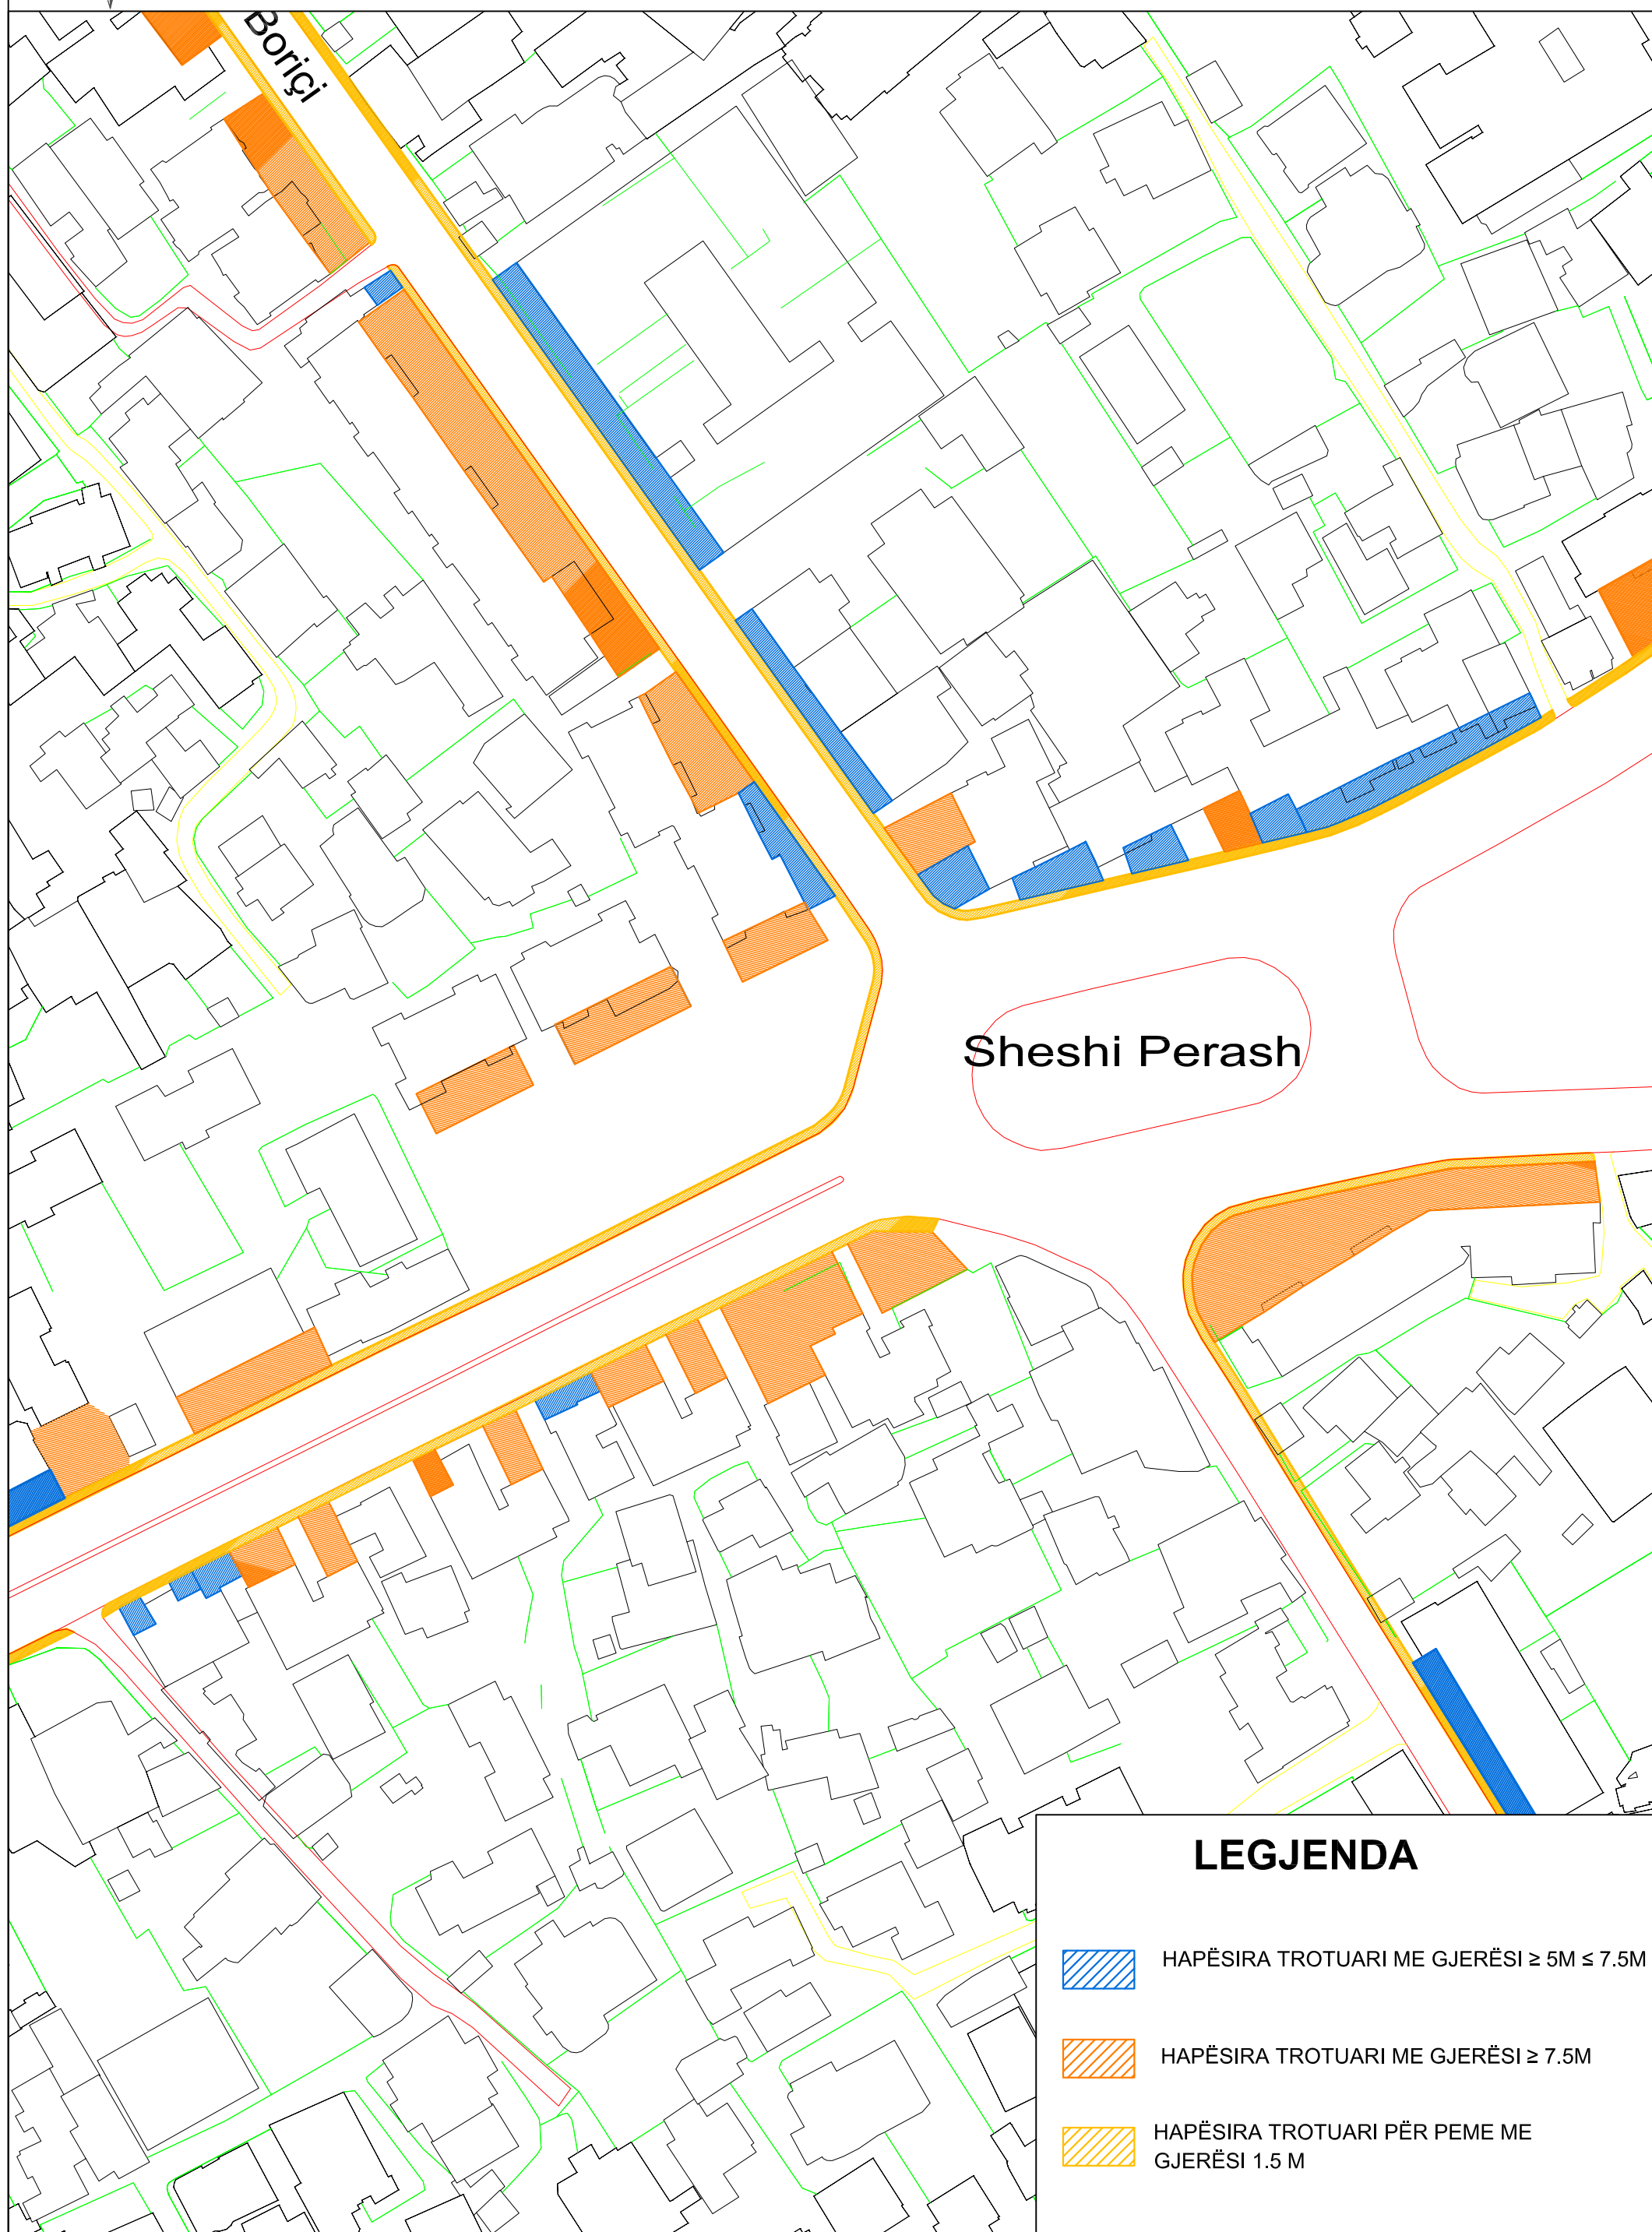 Boriçi
Sheshi Perash
LEGJENDA
HAPËSIRA TROTUARI ME GJERËSI ≥ 5M ≤ 7.5M
HAPËSIRA TROTUARI ME GJERËSI ≥ 7.5M
HAPËSIRA TROTUARI PËR PEME ME
GJERËSI 1.5 M